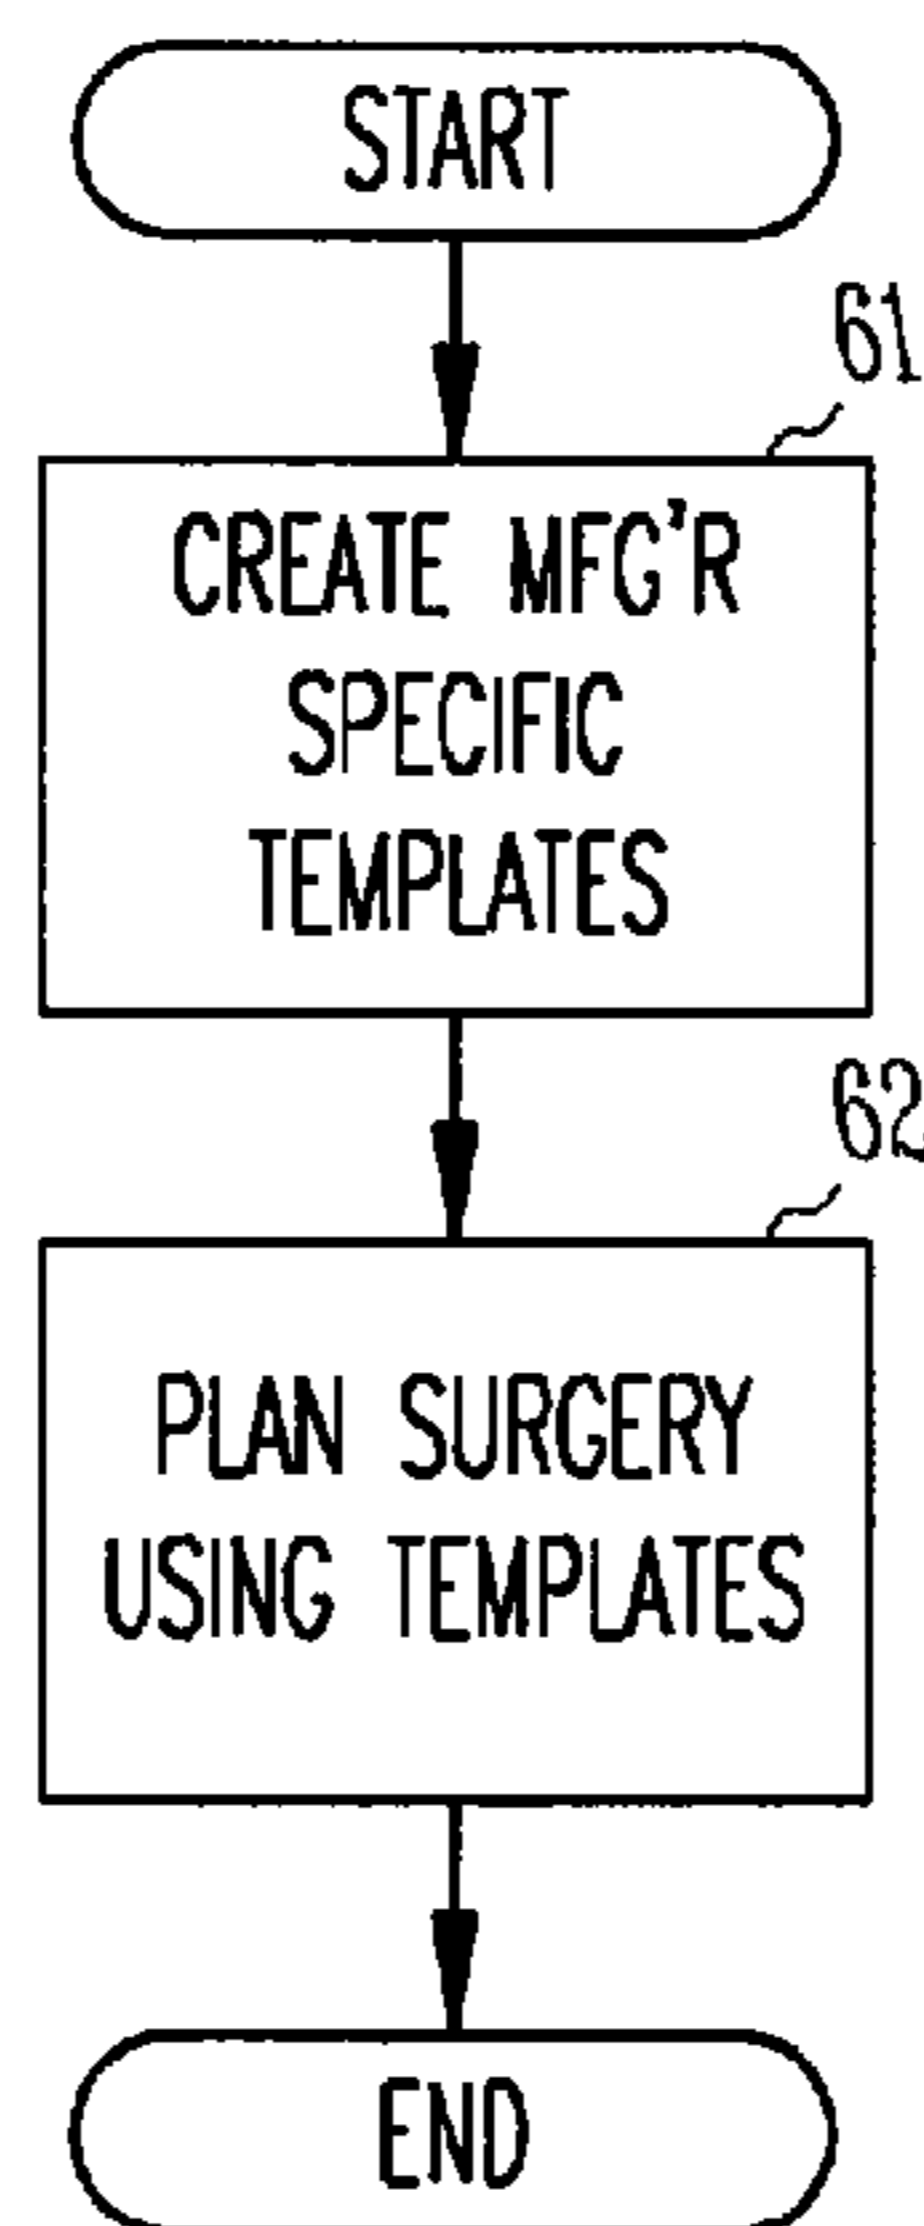 START
61
CREATE MFG'R
SPECIFIC
TEMPLATES
62
PLAN SURGERY
USING TEMPLATES
END